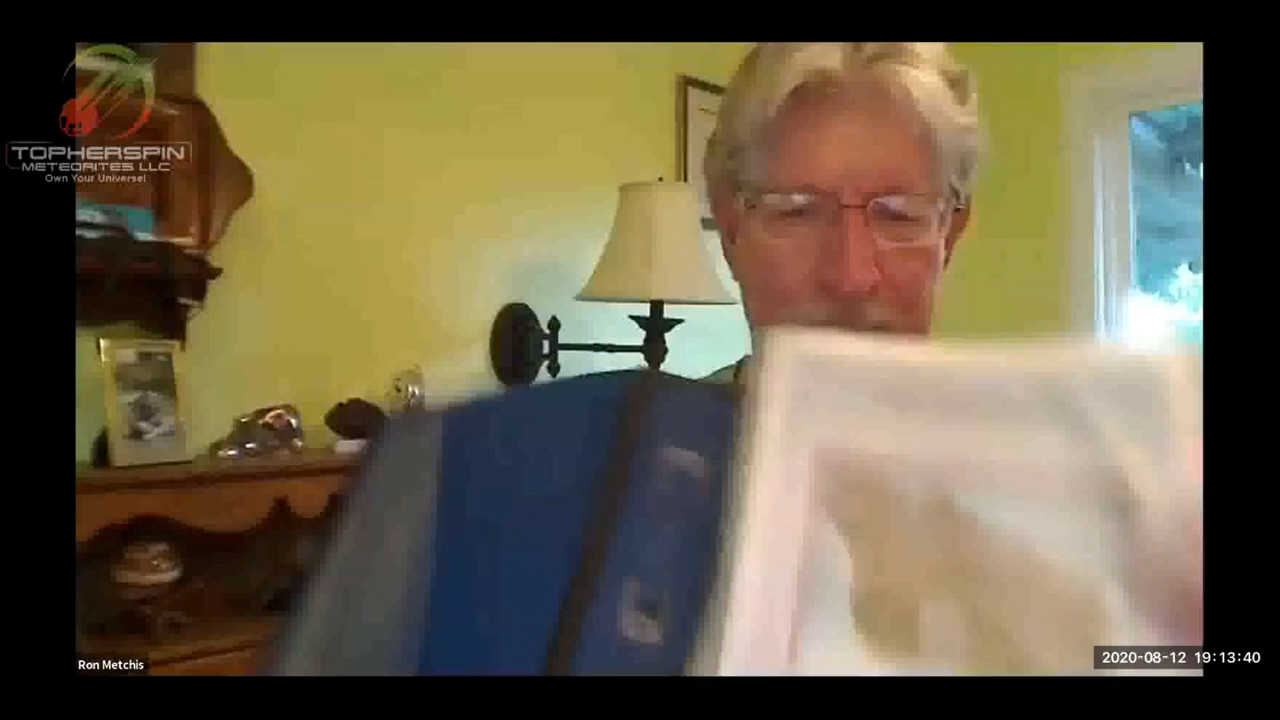 TOPHERSPIN
METEORITES LLC
Own Your Universe!
Ron Metchis
2020-08-12 19:13:40